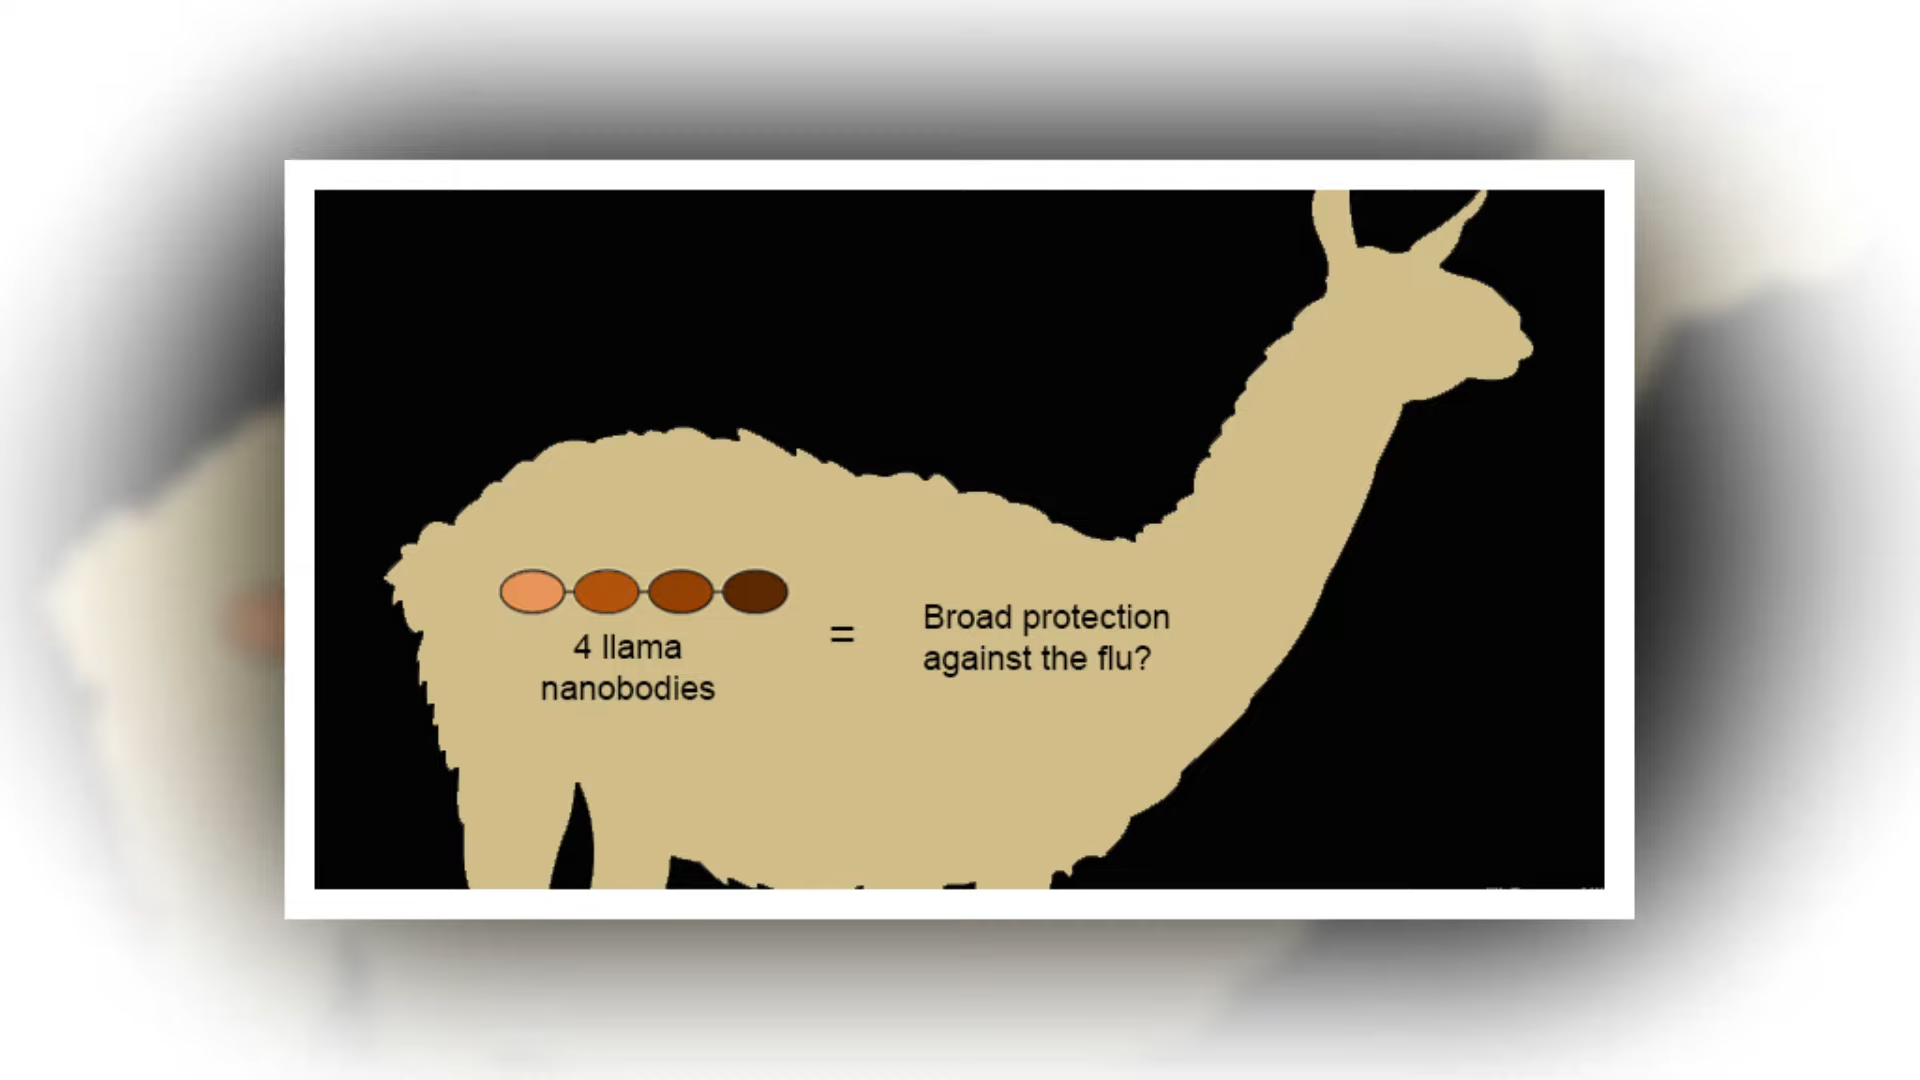 4 llama
nanobodies
=
Broad protection
against the flu?